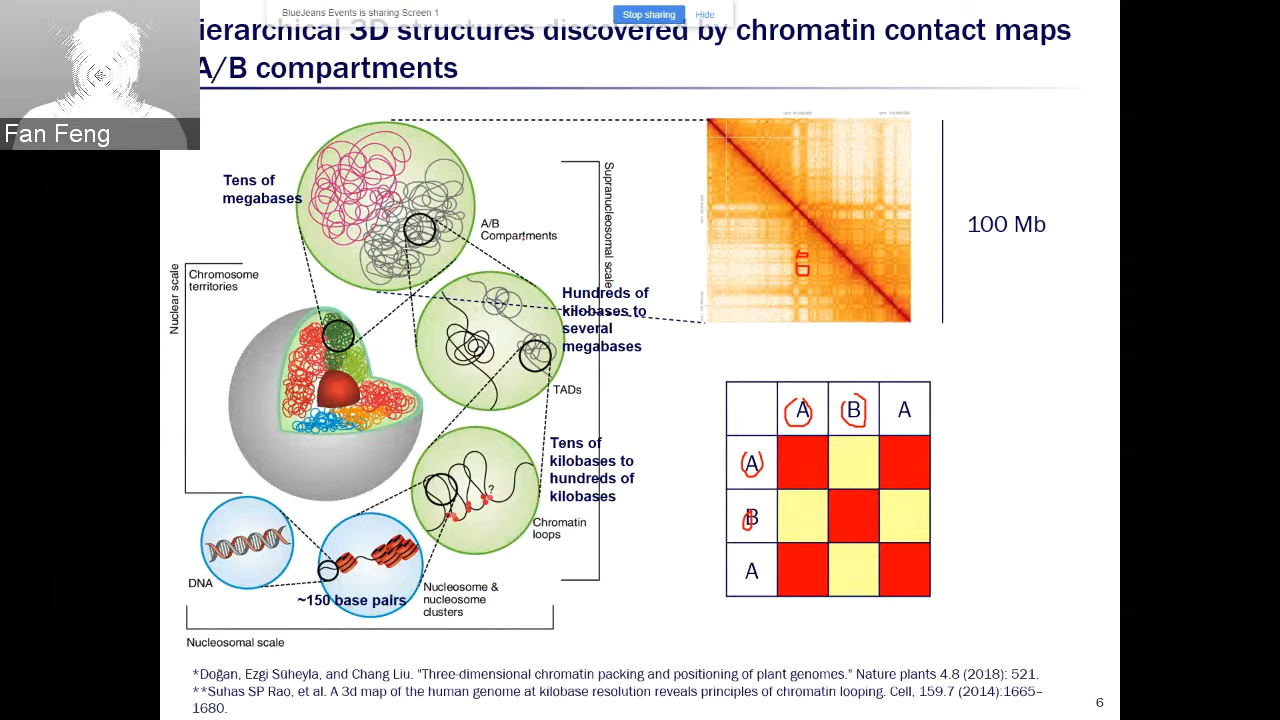 BlueJeans Events is sharing Screen 1
Stop sharing
Hide
ierarchical 3D structures discovered by chromatin contact maps
A/B compartments
Fan Feng
Tens of
megabases
A/B
Compartments
Supranucleosomal scale
100 Mb
Nuclear scale
Chromosome
territories
Hundreds of
kilobases to
several
megabases
TADs
A
B
A
A
B
A
Tens of
kilobases to
hundreds of
kilobases
?
Chromatin
loops
DNA
~150 base pairs
Nucleosome &
nucleosome
clusters
Nucleosomal scale
*Doğan, Ezgi Süheyla, and Chang Liu. "Three-dimensional chromatin packing and positioning of plant genomes." Nature plants 4.8 (2018): 521.
**Suhas SP Rao, et al. A 3d map of the human genome at kilobase resolution reveals principles of chromatin looping. Cell, 159.7 (2014):1665–
1680.
6